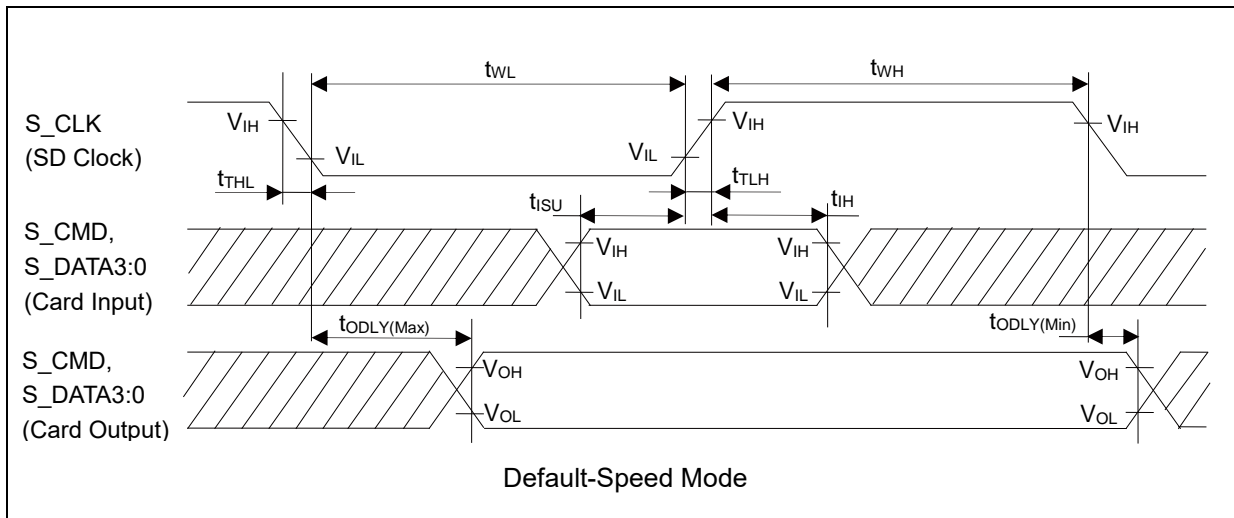 tWL
tWH
S_CLK
(SD Clock)
VIH
VIL
VIL
VIH
VIH
tTHL
tISU
tTLH
tIH
S_CMD,
S_DATA3:0
(Card Input)
VIH
VIL
VIH
VIL
tODLY(Max)
tODLY(Min)
S_CMD,
S_DATA3:0
(Card Output)
VOH
VOL
VOH
VOL
Default-Speed Mode